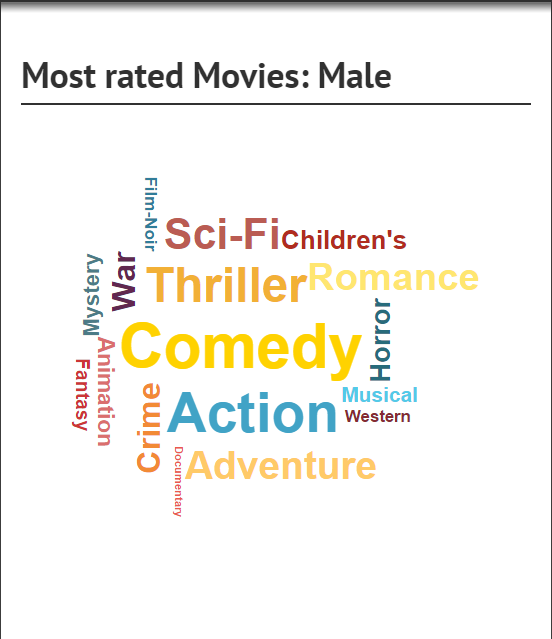 Most rated Movies: Male
Film-Noir
Sci-Fi
Children's
Mystery
War
Thriller
Romance
Comedy
Horror
Fantasy
Animation
Crime
Action
Musical
Western
Documentary
Adventure